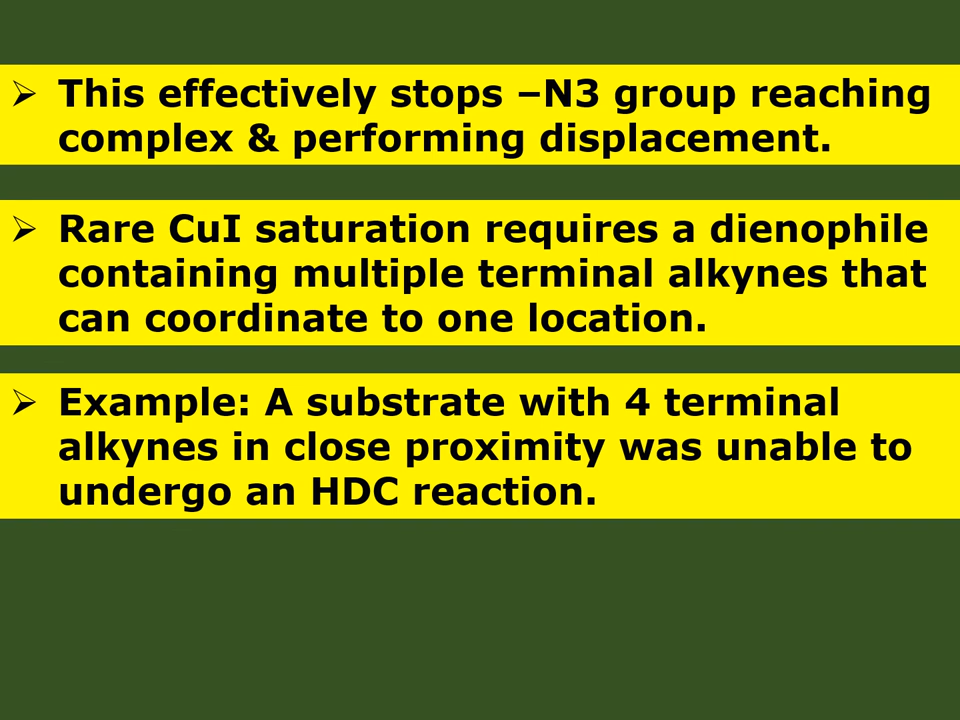 ➢ This effectively stops –N3 group reaching
complex & performing displacement.
➢ Rare CuI saturation requires a dienophile
containing multiple terminal alkynes that
can coordinate to one location.
➢ Example: A substrate with 4 terminal
alkynes in close proximity was unable to
undergo an HDC reaction.